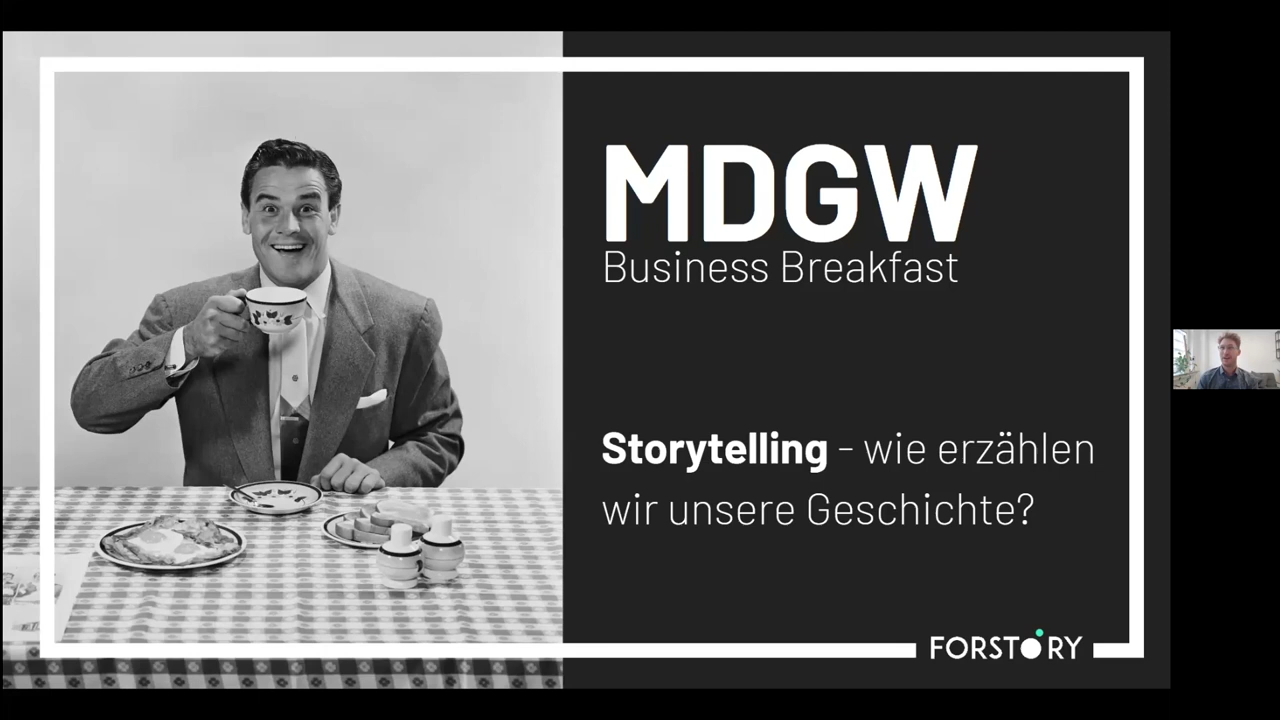 MDGW
Business Breakfast
Storytelling - wie erzählen
wir unsere Geschichte?
FORSTORY